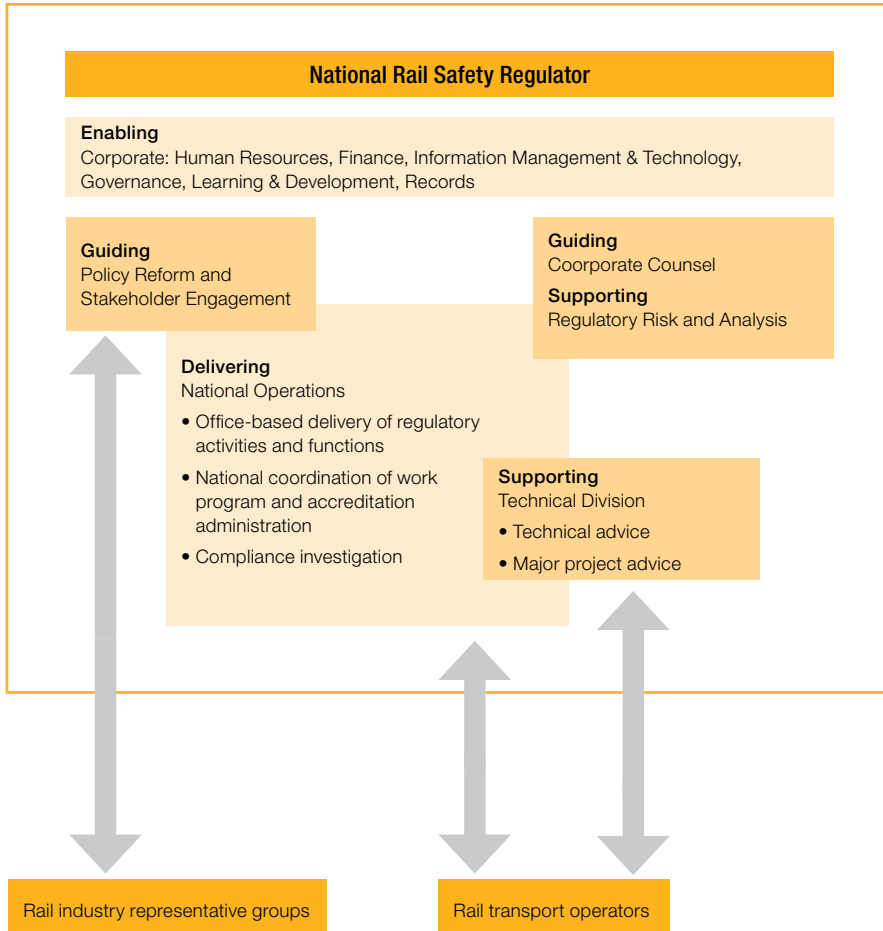 National Rail Safety Regulator
Enabling
Corporate: Human Resources, Finance, Information Management & Technology,
Governance, Learning & Development, Records
Guiding
Policy Reform and
Stakeholder Engagement
Guiding
Coorporate Counsel
Supporting
Regulatory Risk and Analysis
Delivering
National Operations
• Office-based delivery of regulatory
activities and functions
• National coordination of work
program and accreditation
administration
• Compliance investigation
Supporting
Technical Division
• Technical advice
• Major project advice
Rail industry representative groups
Rail transport operators